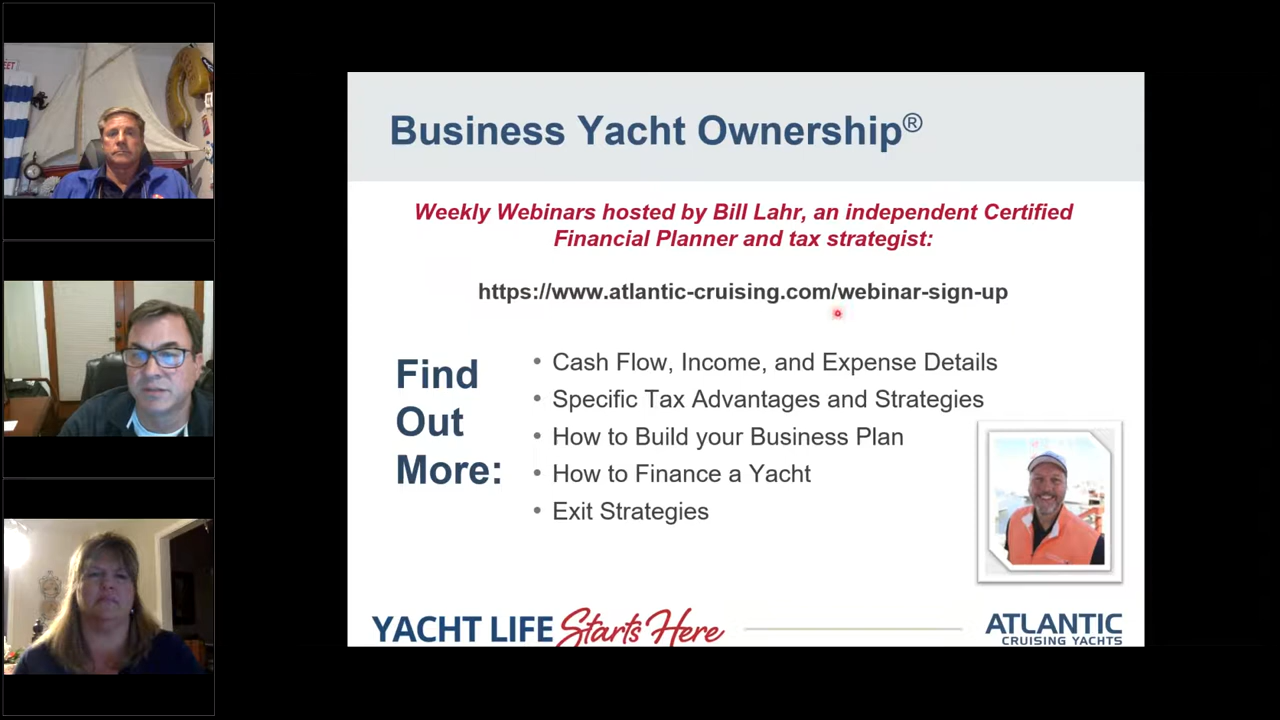 Business Yacht Ownership®
Weekly Webinars hosted by Bill Lahr, an independent Certified
Financial Planner and tax strategist:
https://www.atlantic-cruising.com/webinar-sign-up
Find
Out
More:
• Cash Flow, Income, and Expense Details
• Specific Tax Advantages and Strategies
• How to Build your Business Plan
• How to Finance a Yacht
• Exit Strategies
YACHT LIFE Starts Here
ATLANTIC
CRUISING YACHTS